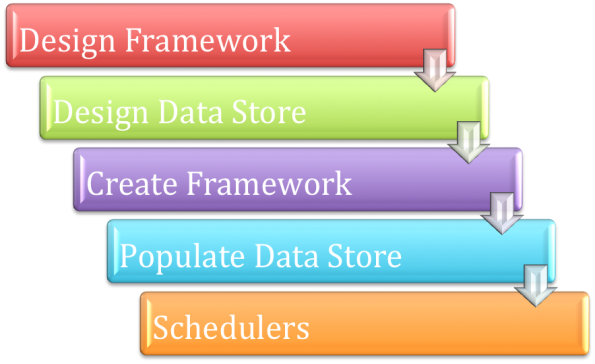 Design Framework
Design Data Store
Create Framework
Populate Data Store
Schedulers